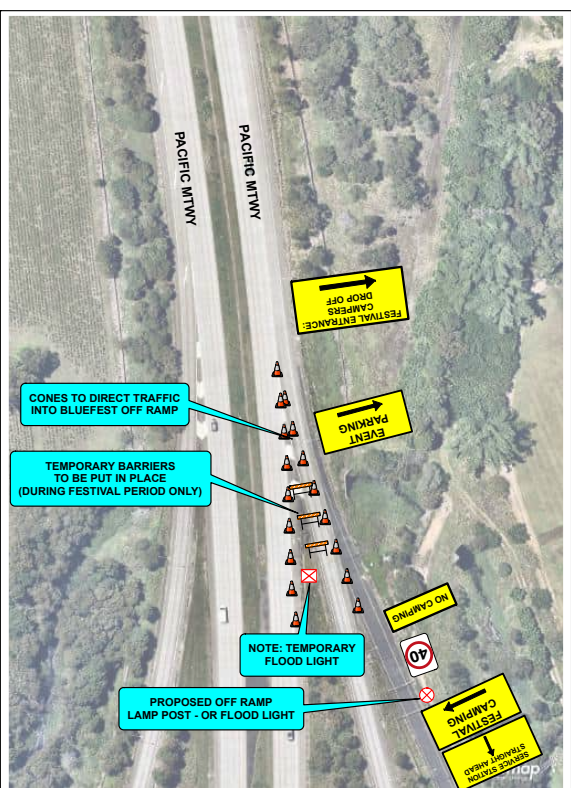 PACIFIC MTWY
PACIFIC MTWY
FESTIVAL ENTRANCE:
CAMPERS
DROP OFF
CONES TO DIRECT TRAFFIC
INTO BLUEFEST OFF RAMP
EVENT
PARKING
TEMPORARY BARRIERS
TO BE PUT IN PLACE
(DURING FESTIVAL PERIOD ONLY)
NO CAMPING
NOTE: TEMPORARY
FLOOD LIGHT
40
PROPOSED OFF RAMP
LAMP POST - OR FLOOD LIGHT
FESTIVAL
CAMPING
SERVICE STATION
STRAIGHT AHEAD